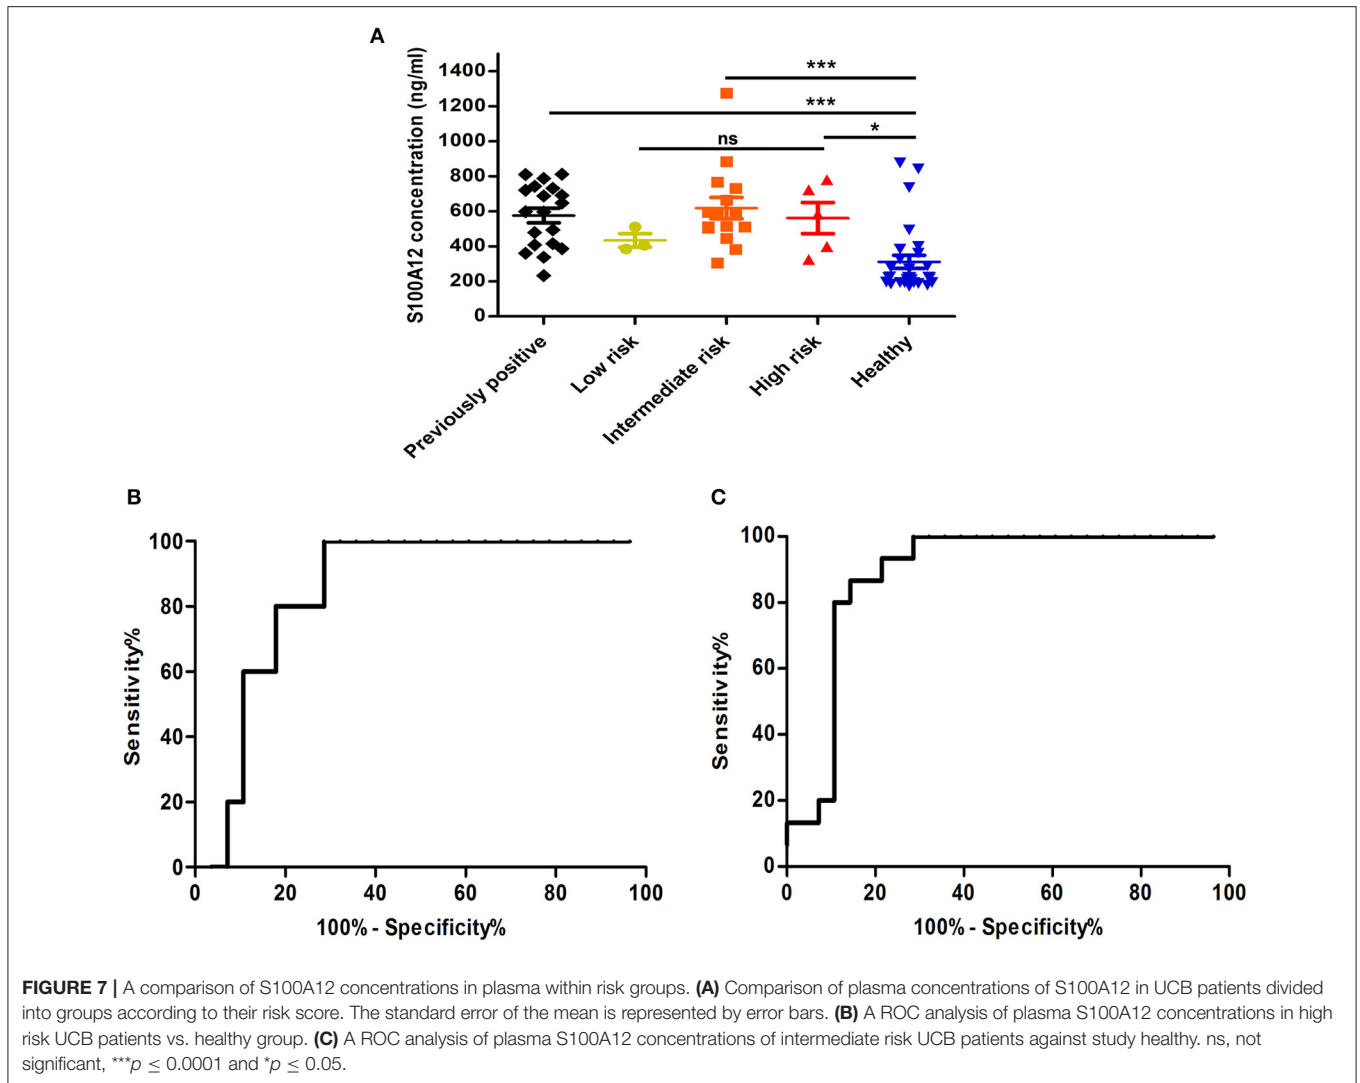 A
S100A12 concentration (ng/ml)
1400
1200
1000
800
600
400
200
0
***
***
*
ns
Previously positive
Low risk
Intermediate risk
High risk
Healthy
B
Sensitivity%
100
80
60
40
20
0
0 20 40 60 80 100
100% - Specificity%
C
Sensitivity%
100
80
60
40
20
0
0 20 40 60 80 100
100% - Specificity%
FIGURE 7 | A comparison of S100A12 concentrations in plasma within risk groups. (A) Comparison of plasma concentrations of S100A12 in UCB patients divided
into groups according to their risk score. The standard error of the mean is represented by error bars. (B) A ROC analysis of plasma S100A12 concentrations in high
risk UCB patients vs. healthy group. (C) A ROC analysis of plasma S100A12 concentrations of intermediate risk UCB patients against study healthy. ns, not
significant, ***p ≤ 0.0001 and *p ≤ 0.05.